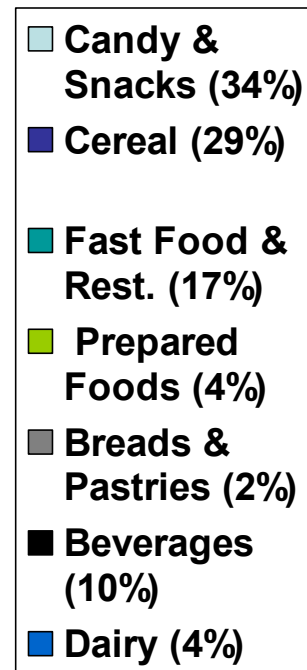 Candy &
Snacks (34%)
Cereal (29%)
Fast Food &
Rest. (17%)
Prepared
Foods (4%)
Breads &
Pastries (2%)
Beverages
(10%)
Dairy (4%)